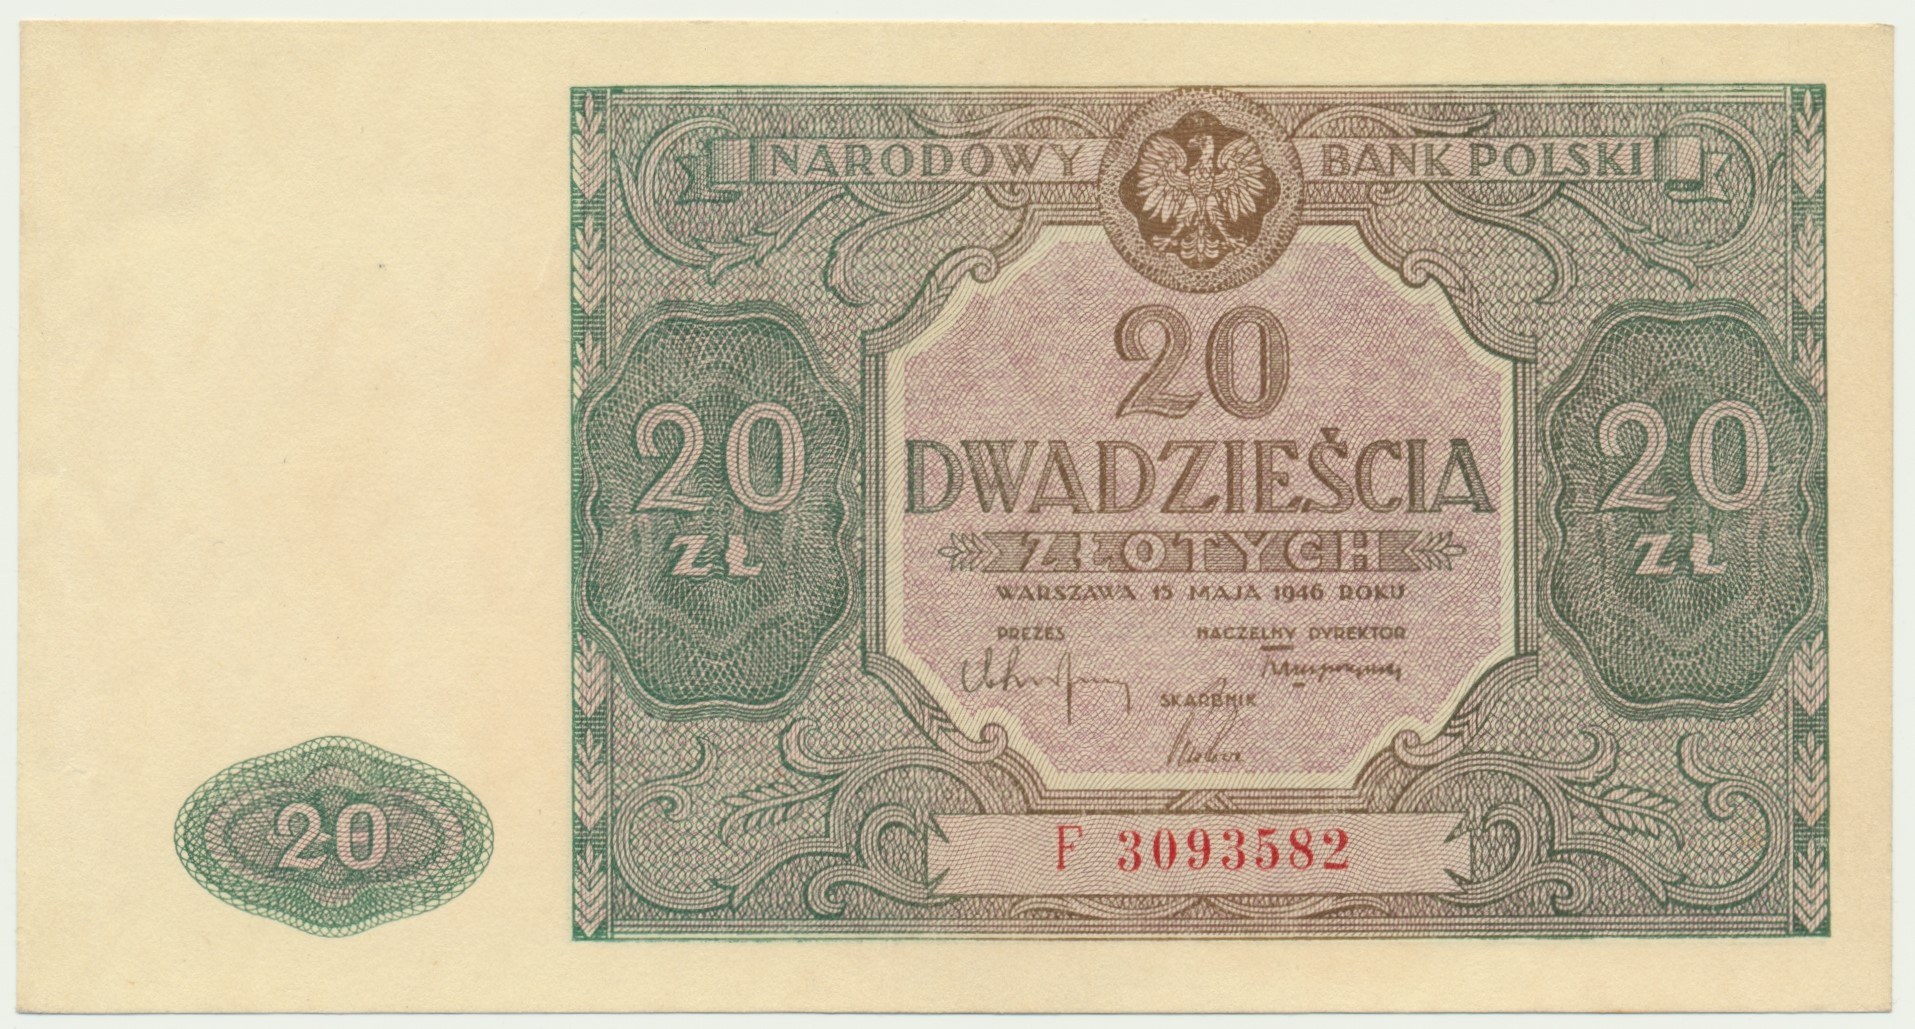 NARODOWY BANK POLSKI
20
DWADZIEŚCIA
ZŁOTYCH
WARSZAWA 15 MAJA 1946 ROKU
PREZES
NACZELNY DYREKTOR
SKARBNIK
20
ZŁ
20
ZŁ
20
F 3093582